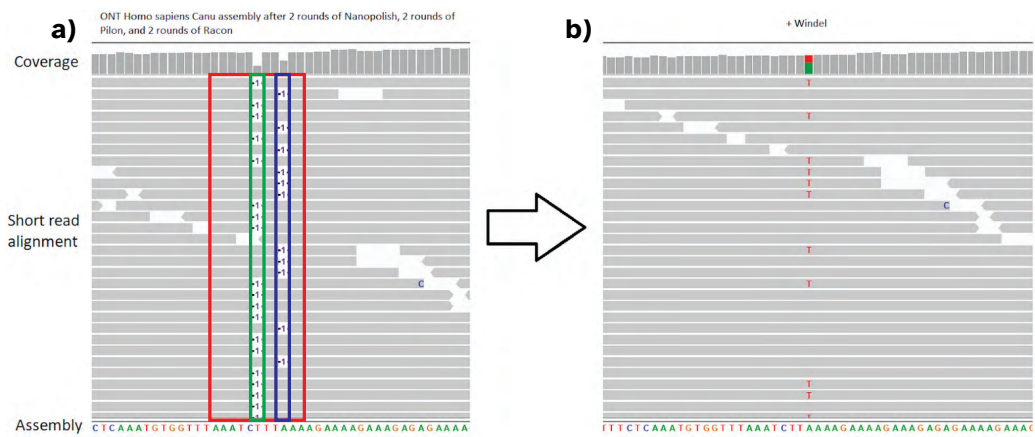 a)
ONT Homo sapiens Canu assembly after 2 rounds of Nanopolish, 2 rounds of
Pilon, and 2 rounds of Racon
Coverage
Short read
alignment
Assembly
C
CTCAAATGTGGTTTAAATCTTTAAAAGAAAAGAAAGAGAGAAAA
b)
+ Windel
T
T
T
T
T
T
C
T
T
T
T
T
TTTCTCAAATGTGGTTTAAATCTTAAAAGAAAAGAAAGAGAGAAAAGAAAG